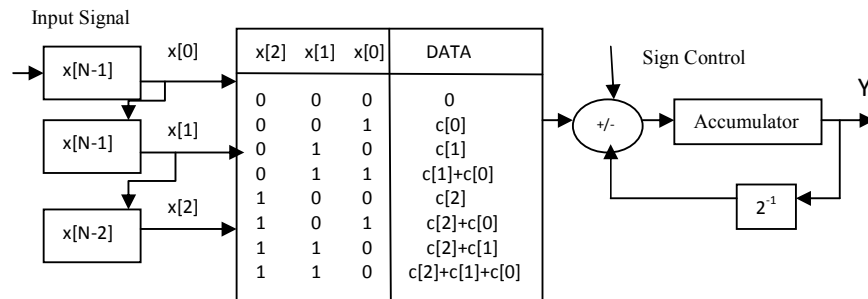 Input Signal
x[N-1]
x[0]
x[N-1]
x[1]
x[N-2]
x[2]
x[2] x[1] x[0] DATA
0 0 0 0
0 0 1 c[0]
0 1 0 c[1]
0 1 1 c[1]+c[0]
1 0 0 c[2]
1 0 1 c[2]+c[0]
1 1 0 c[2]+c[1]
1 1 0 c[2]+c[1]+c[0]
Sign Control
+/-
Accumulator
Y
2⁻¹